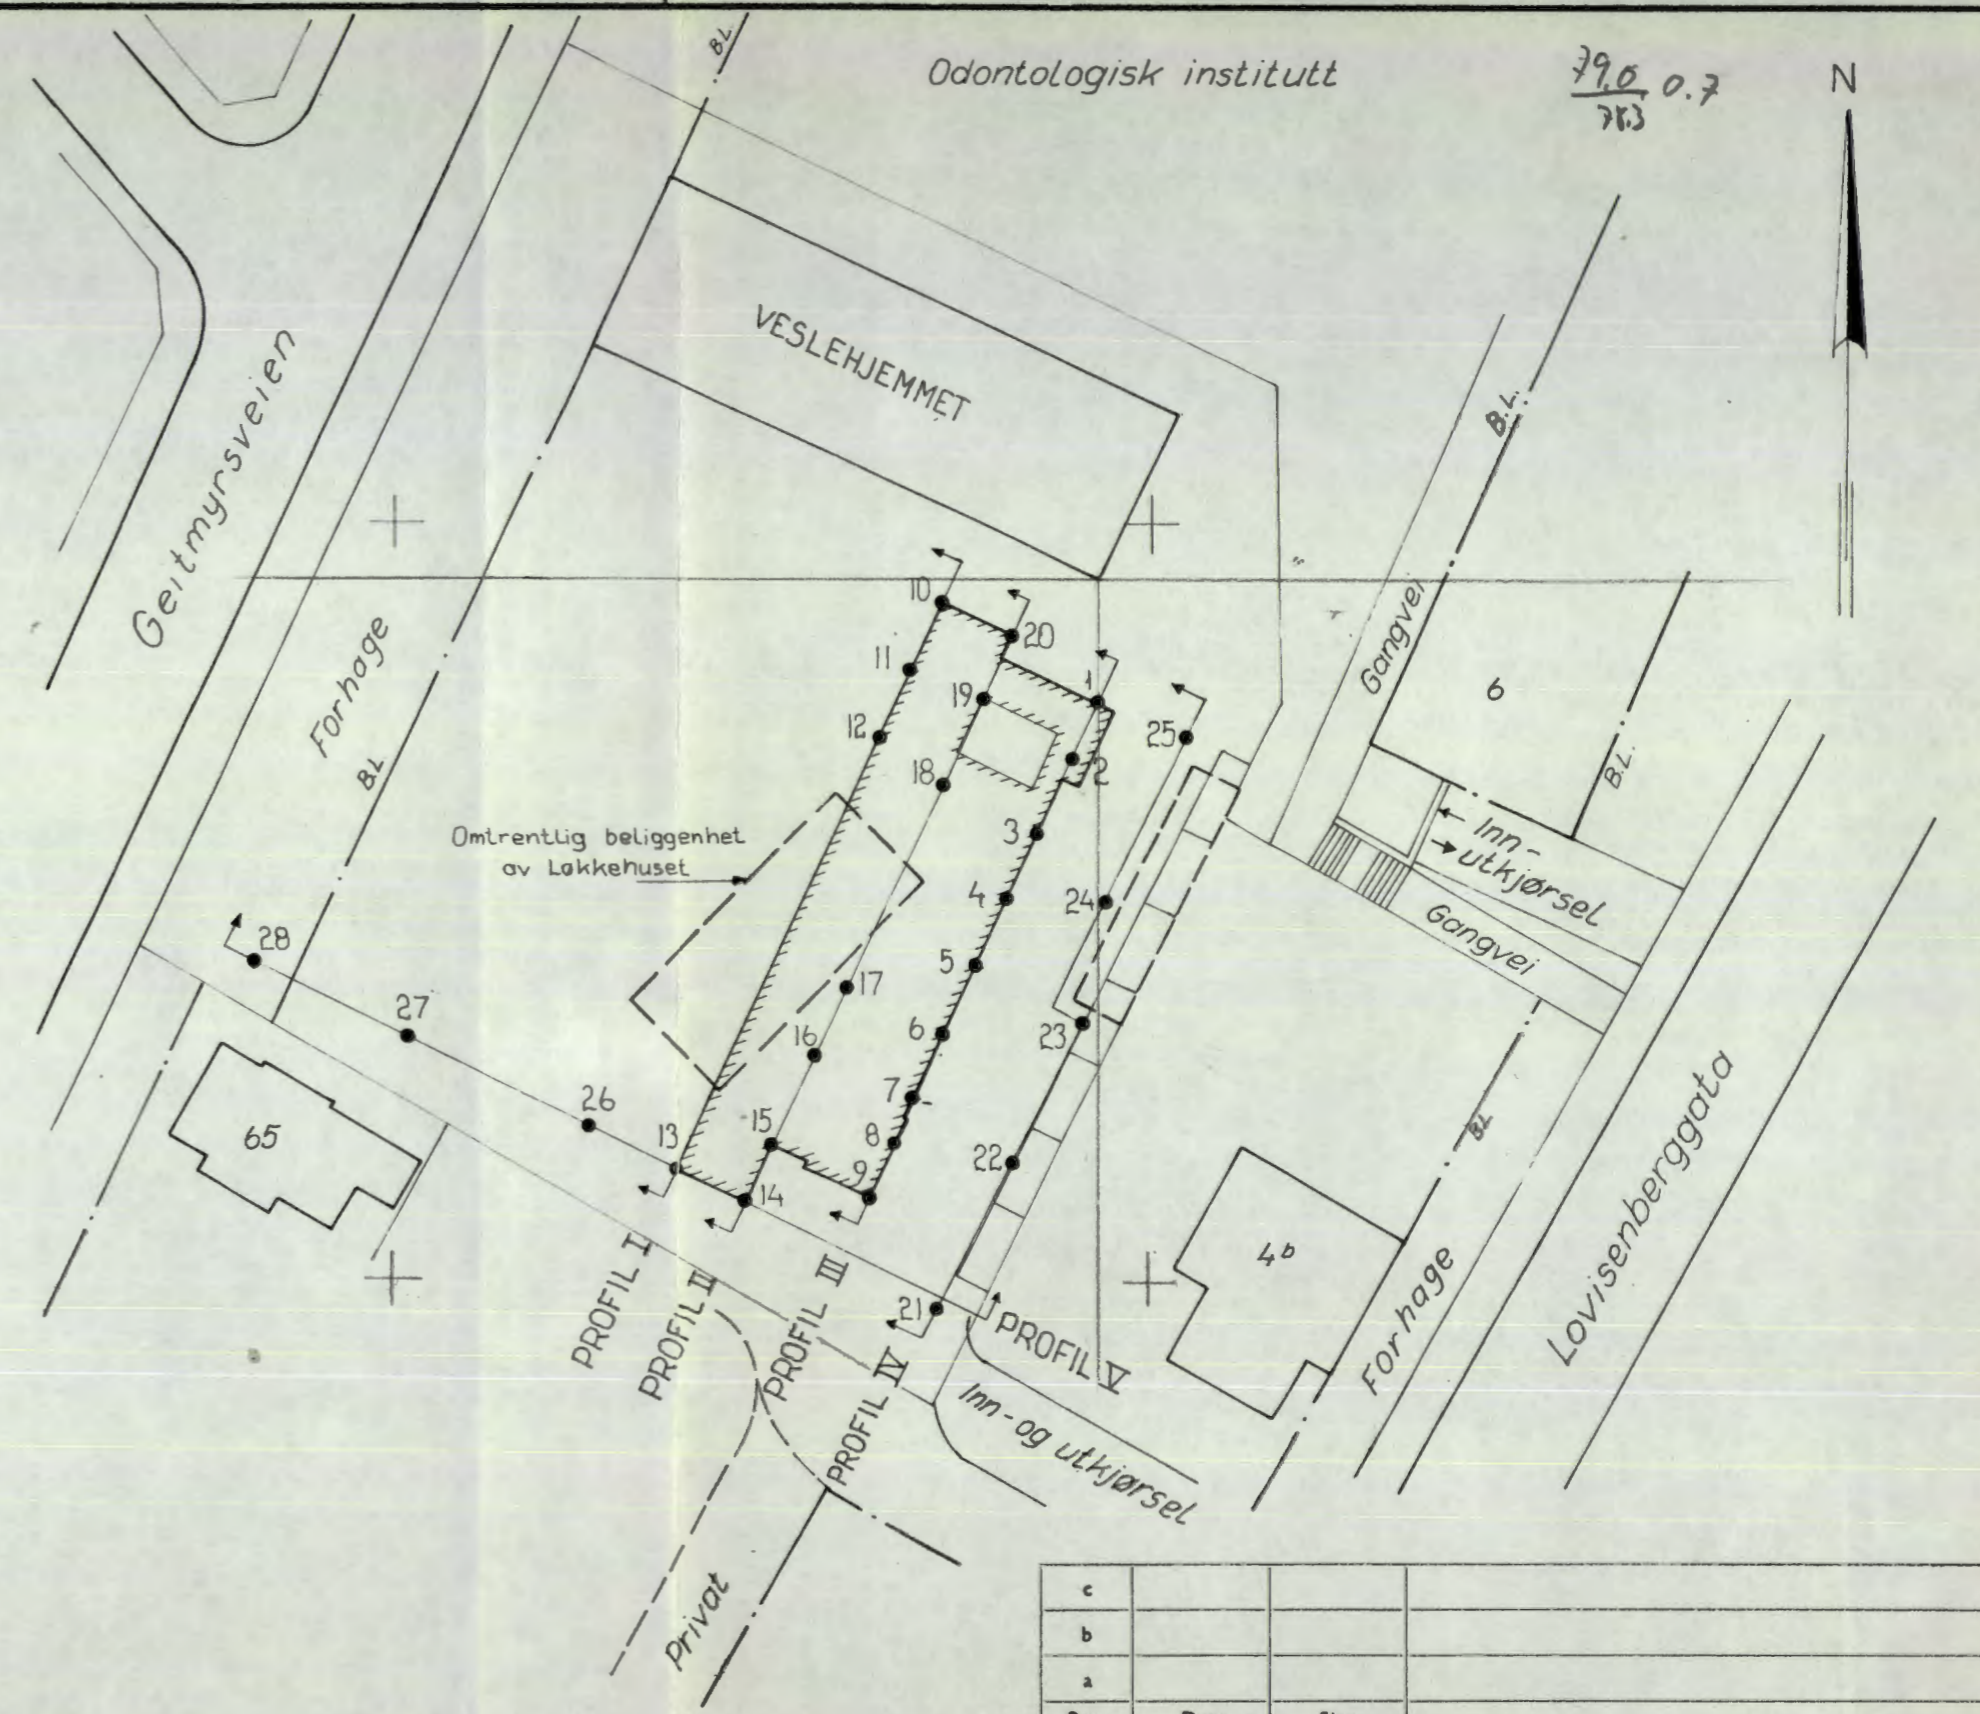 Odontologisk institutt
79.0 0.7
78.3
N
BL
VESLEHJEMMET
Geitmyrsveien
Forhage
BL
B.L.
Gangvei
6
B.L.
Inn-
utkjørsel
Gangvei
10
20
11
1
19
12
25
2
18
3
Omtrentlig beliggenhet
av Løkkehuset
4
24
28
5
17
27
6
23
16
7
26
15
8
65
13
22
9
14
BL
Lovisenberggata
4b
Forhage
21
PROFIL I
PROFIL II
PROFIL III
PROFIL IV
PROFIL V
Inn- og utkjørsel
Privat
c
b
a